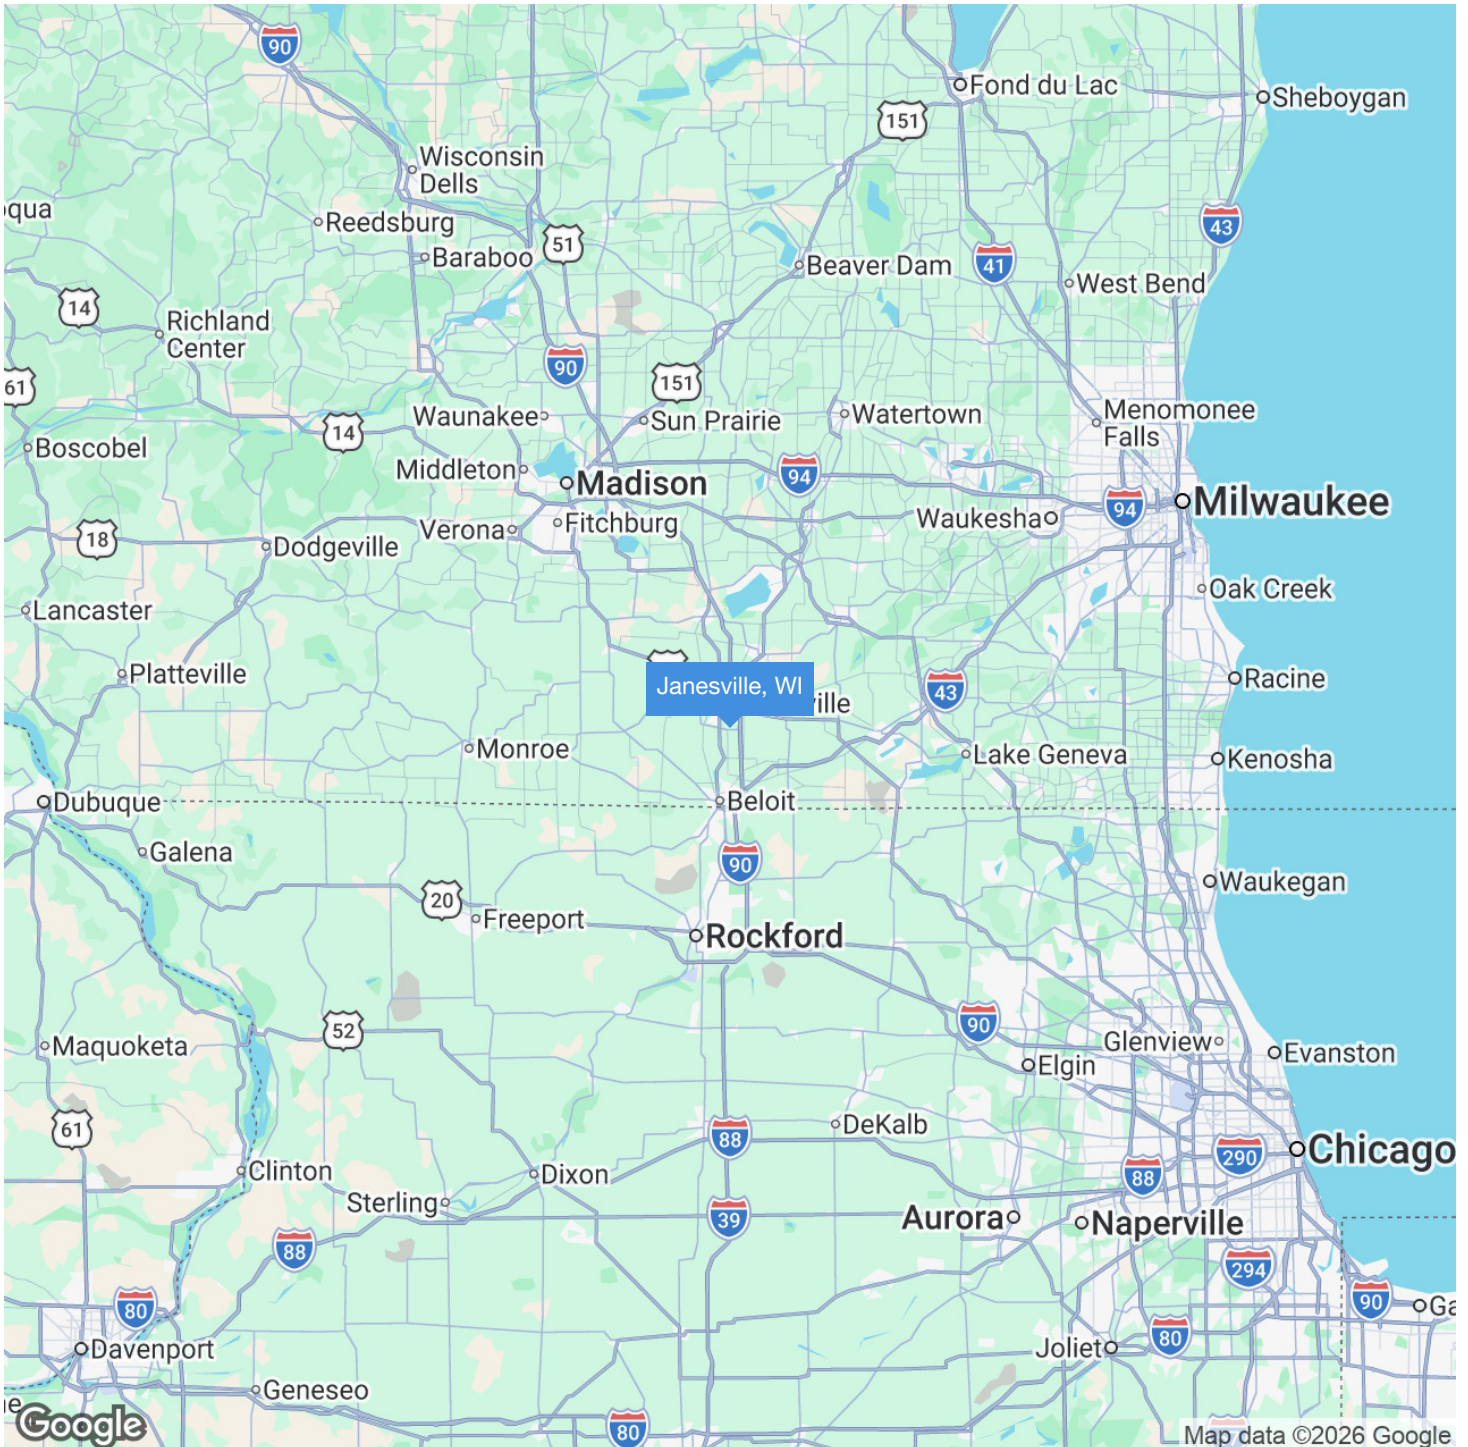 90
Fond du Lac
Sheboygan
151
Wisconsin
Dells
qua
Reedsburg
43
51
Baraboo
41
Beaver Dam
West Bend
14
Richland
Center
90
61
151
Waunakee
Sun Prairie
Watertown
Menomonee
Falls
14
Boscobel
Middleton
Madison
94
Milwaukee
94
Waukesha
Verona
Fitchburg
18
Dodgeville
Oak Creek
Lancaster
Platteville
Janesville, WI
ville
43
Racine
Monroe
Lake Geneva
Kenosha
Dubuque
Beloit
Galena
90
Waukegan
20
Freeport
Rockford
52
90
Maquoketa
Glenview
Evanston
Elgin
61
DeKalb
88
Chicago
290
88
Clinton
Dixon
Sterling
39
Aurora
Naperville
88
294
80
90
Ga
80
Davenport
Joliet
Geneseo
Google
80
Map data ©2026 Google